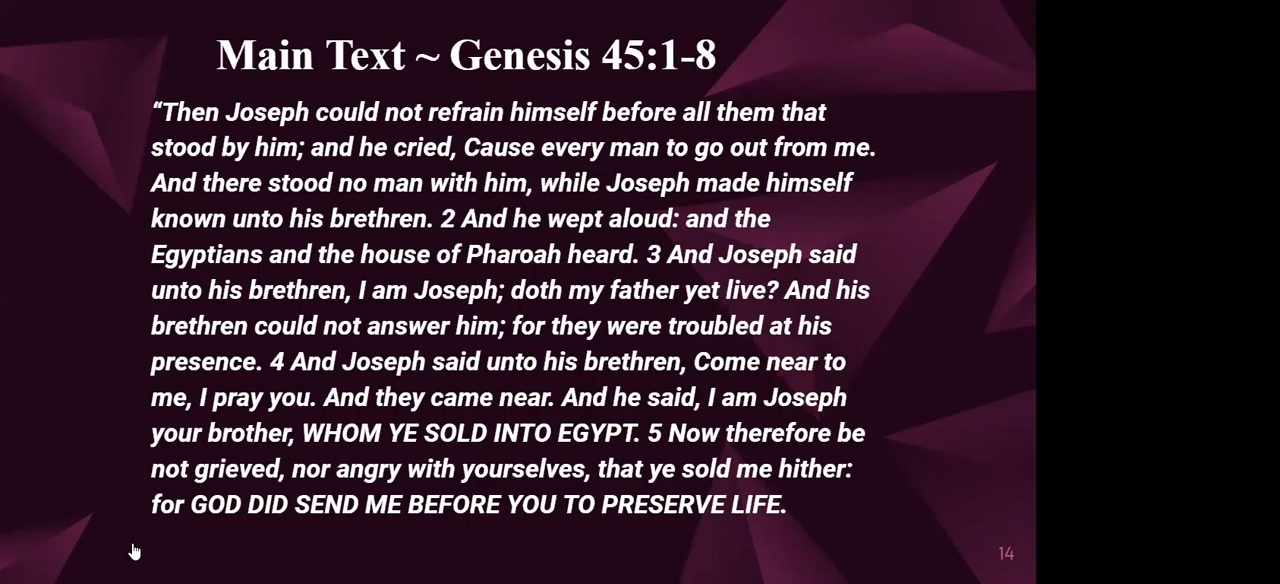 Main Text ~ Genesis 45:1-8
“Then Joseph could not refrain himself before all them that
stood by him; and he cried, Cause every man to go out from me.
And there stood no man with him, while Joseph made himself
known unto his brethren. 2 And he wept aloud: and the
Egyptians and the house of Pharoah heard. 3 And Joseph said
unto his brethren, I am Joseph; doth my father yet live? And his
brethren could not answer him; for they were troubled at his
presence. 4 And Joseph said unto his brethren, Come near to
me, I pray you. And they came near. And he said, I am Joseph
your brother, WHOM YE SOLD INTO EGYPT. 5 Now therefore be
not grieved, nor angry with yourselves, that ye sold me hither:
for GOD DID SEND ME BEFORE YOU TO PRESERVE LIFE.
14